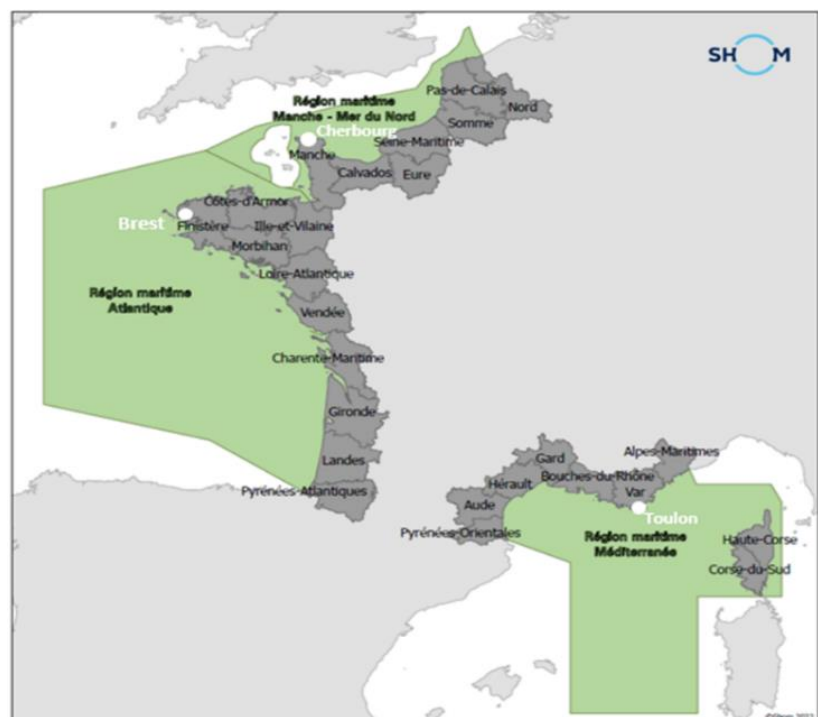 SHOM
Pas-de-Calais
Nord
Région maritime
Manche - Mer du Nord
Somme
Cherbourg
Seine-Maritime
Manche
Calvados
Eure
Côtes-d'Armor
Brest
Finistère
Ille-et-Vilaine
Morbihan
Loire-Atlantique
Région maritime
Atlantique
Vendée
Charente-Maritime
Gironde
Landes
Pyrénées-Atlantiques
Alpes-Maritimes
Gard
Bouches-du-Rhône
Hérault
Var
Aude
Toulon
Pyrénées-Orientales
Région maritime
Méditerranée
Haute-Corse
Corse-du-Sud